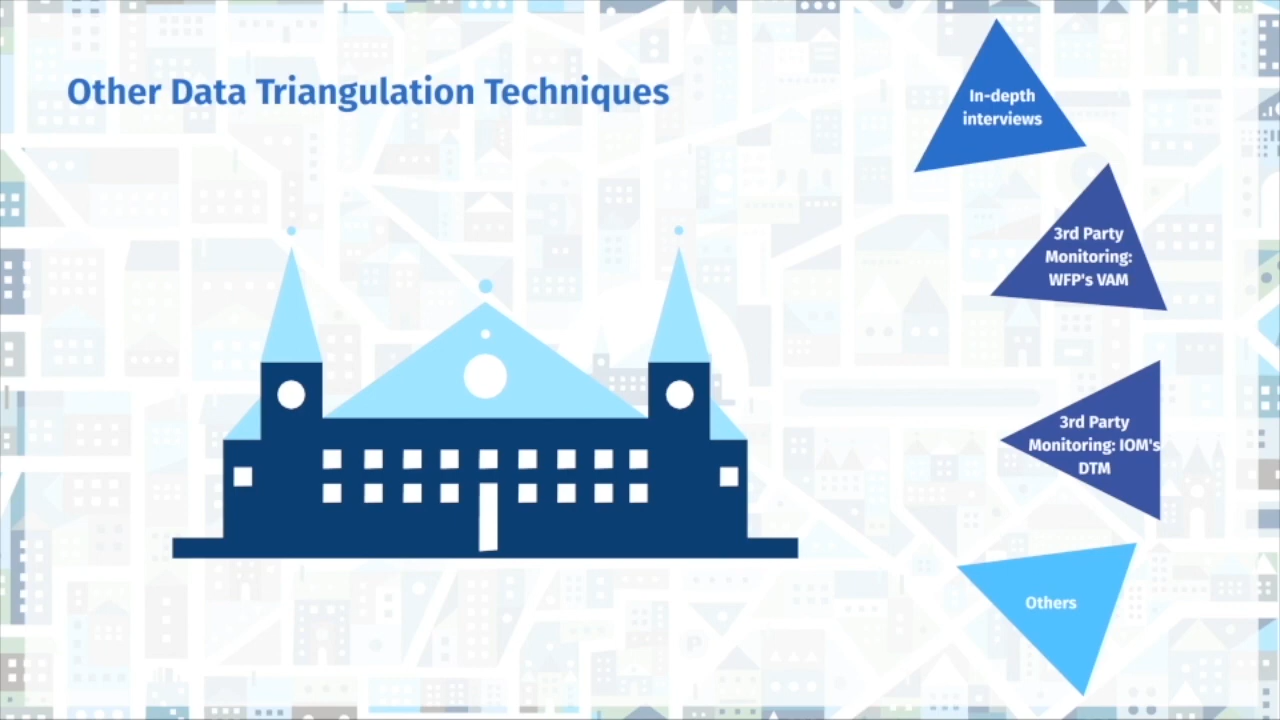 Other Data Triangulation Techniques
In-depth
interviews
3rd Party
Monitoring:
WFP's VAM
3rd Party
Monitoring: IOM's
DTM
Others